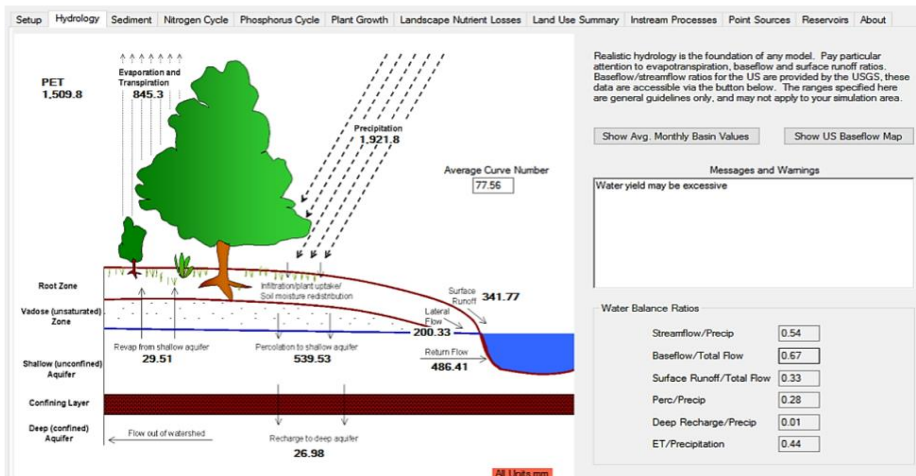 Setup Hydrology Sediment Nitrogen Cycle Phosphorus Cycle Plant Growth Landscape Nutrient Losses Land Use Summary Instream Processes Point Sources Reservoirs About
PET
1,509.8
Evaporation and
Transpiration
845.3
Precipitation
1,921.8
Average Curve Number
77.56
Root Zone
Infiltration/plant uptake/
Soil moisture redistribution
Surface
Runoff 341.77
Vadose (unsaturated)
Zone
Lateral
Flow
200.33
Revap from shallow aquifer
29.51
Percolation to shallow aquifer
539.53
Return Flow
486.41
Shallow (unconfined)
Aquifer
Confining Layer
Deep (confined)
Aquifer
Flow out of watershed
Recharge to deep aquifer
26.98
All Units mm
Realistic hydrology is the foundation of any model. Pay particular
attention to evapotranspiration, baseflow and surface runoff ratios.
Baseflow/streamflow ratios for the US are provided by the USGS, these
data are accessible via the button below. The ranges specified here
are general guidelines only, and may not apply to your simulation area.
Show Avg. Monthly Basin Values Show US Baseflow Map
Messages and Warnings
Water yield may be excessive
Water Balance Ratios
Streamflow/Precip 0.54
Baseflow/Total Flow 0.67
Surface Runoff/Total Flow 0.33
Perc/Precip 0.28
Deep Recharge/Precip 0.01
ET/Precipitation 0.44